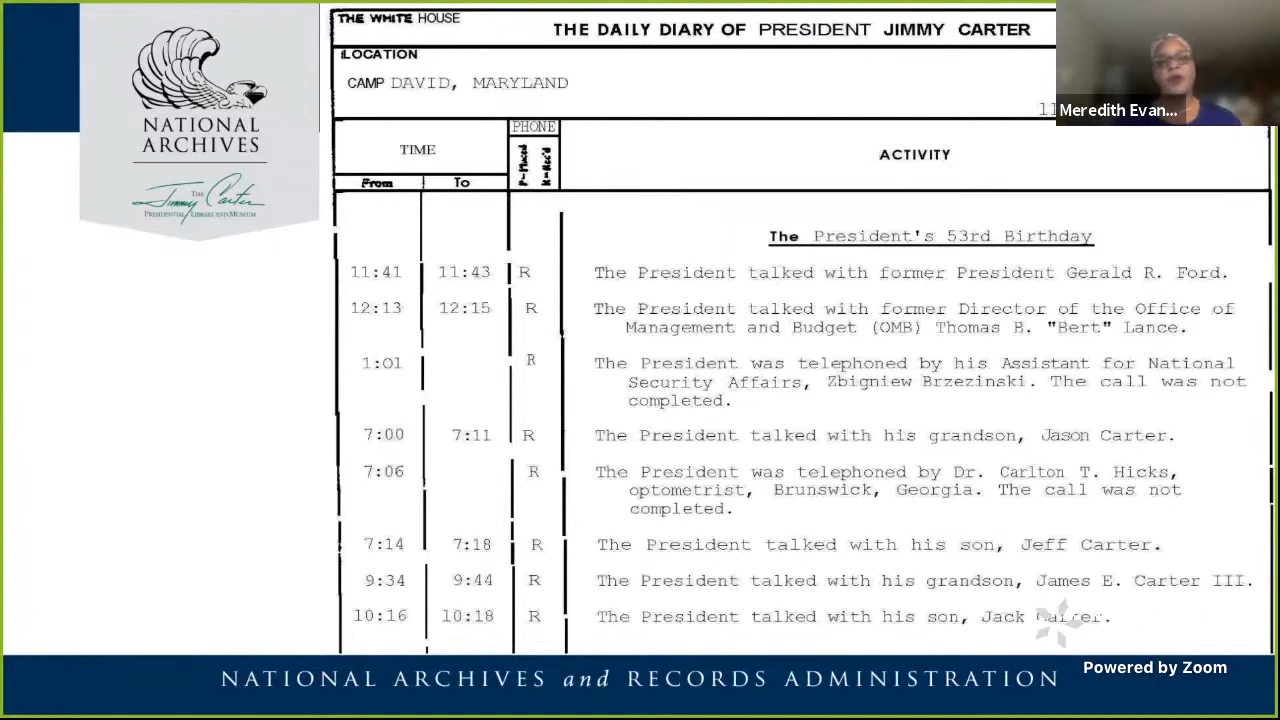 NATIONAL
ARCHIVES
THE
Jimmy Carter
PRESIDENTIAL LIBRARY AND MUSEUM
THE WHITE HOUSE
THE DAILY DIARY OF PRESIDENT JIMMY CARTER
LOCATION
CAMP DAVID, MARYLAND
Meredith Evan...
TIME
PHONE
P=Placed
R=Rec'd
ACTIVITY
From To
The President's 53rd Birthday
11:41 11:43 R The President talked with former President Gerald R. Ford.
12:13 12:15 R The President talked with former Director of the Office of
Management and Budget (OMB) Thomas B. "Bert" Lance.
1:01 R The President was telephoned by his Assistant for National
Security Affairs, Zbigniew Brzezinski. The call was not
completed.
7:00 7:11 R The President talked with his grandson, Jason Carter.
7:06 R The President was telephoned by Dr. Carlton T. Hicks,
optometrist, Brunswick, Georgia. The call was not
completed.
7:14 7:18 R The President talked with his son, Jeff Carter.
9:34 9:44 R The President talked with his grandson, James E. Carter III.
10:16 10:18 R The President talked with his son, Jack Carter.
NATIONAL ARCHIVES and RECORDS ADMINISTRATION
Powered by Zoom